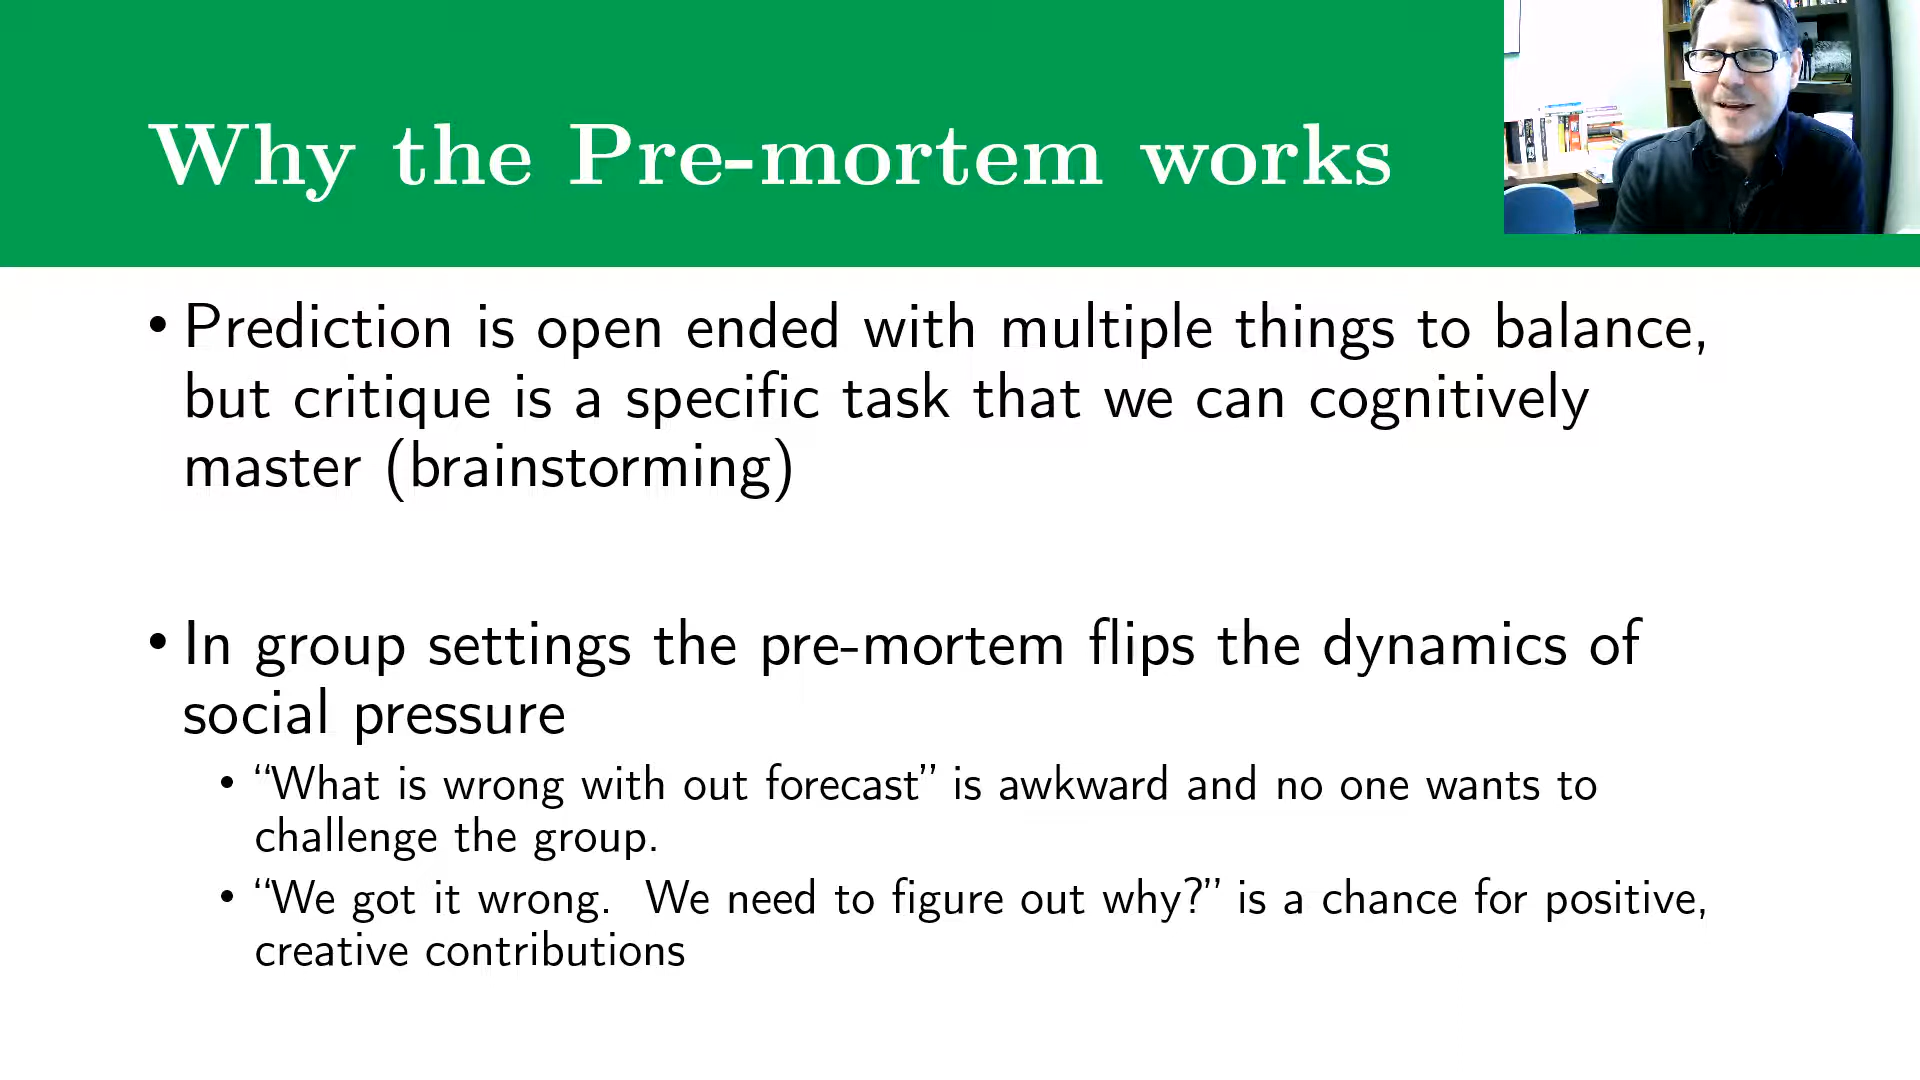 Why the Pre-mortem works
• Prediction is open ended with multiple things to balance,
but critique is a specific task that we can cognitively
master (brainstorming)
• In group settings the pre-mortem flips the dynamics of
social pressure
• “What is wrong with out forecast” is awkward and no one wants to
challenge the group.
• “We got it wrong.  We need to figure out why?” is a chance for positive,
creative contributions